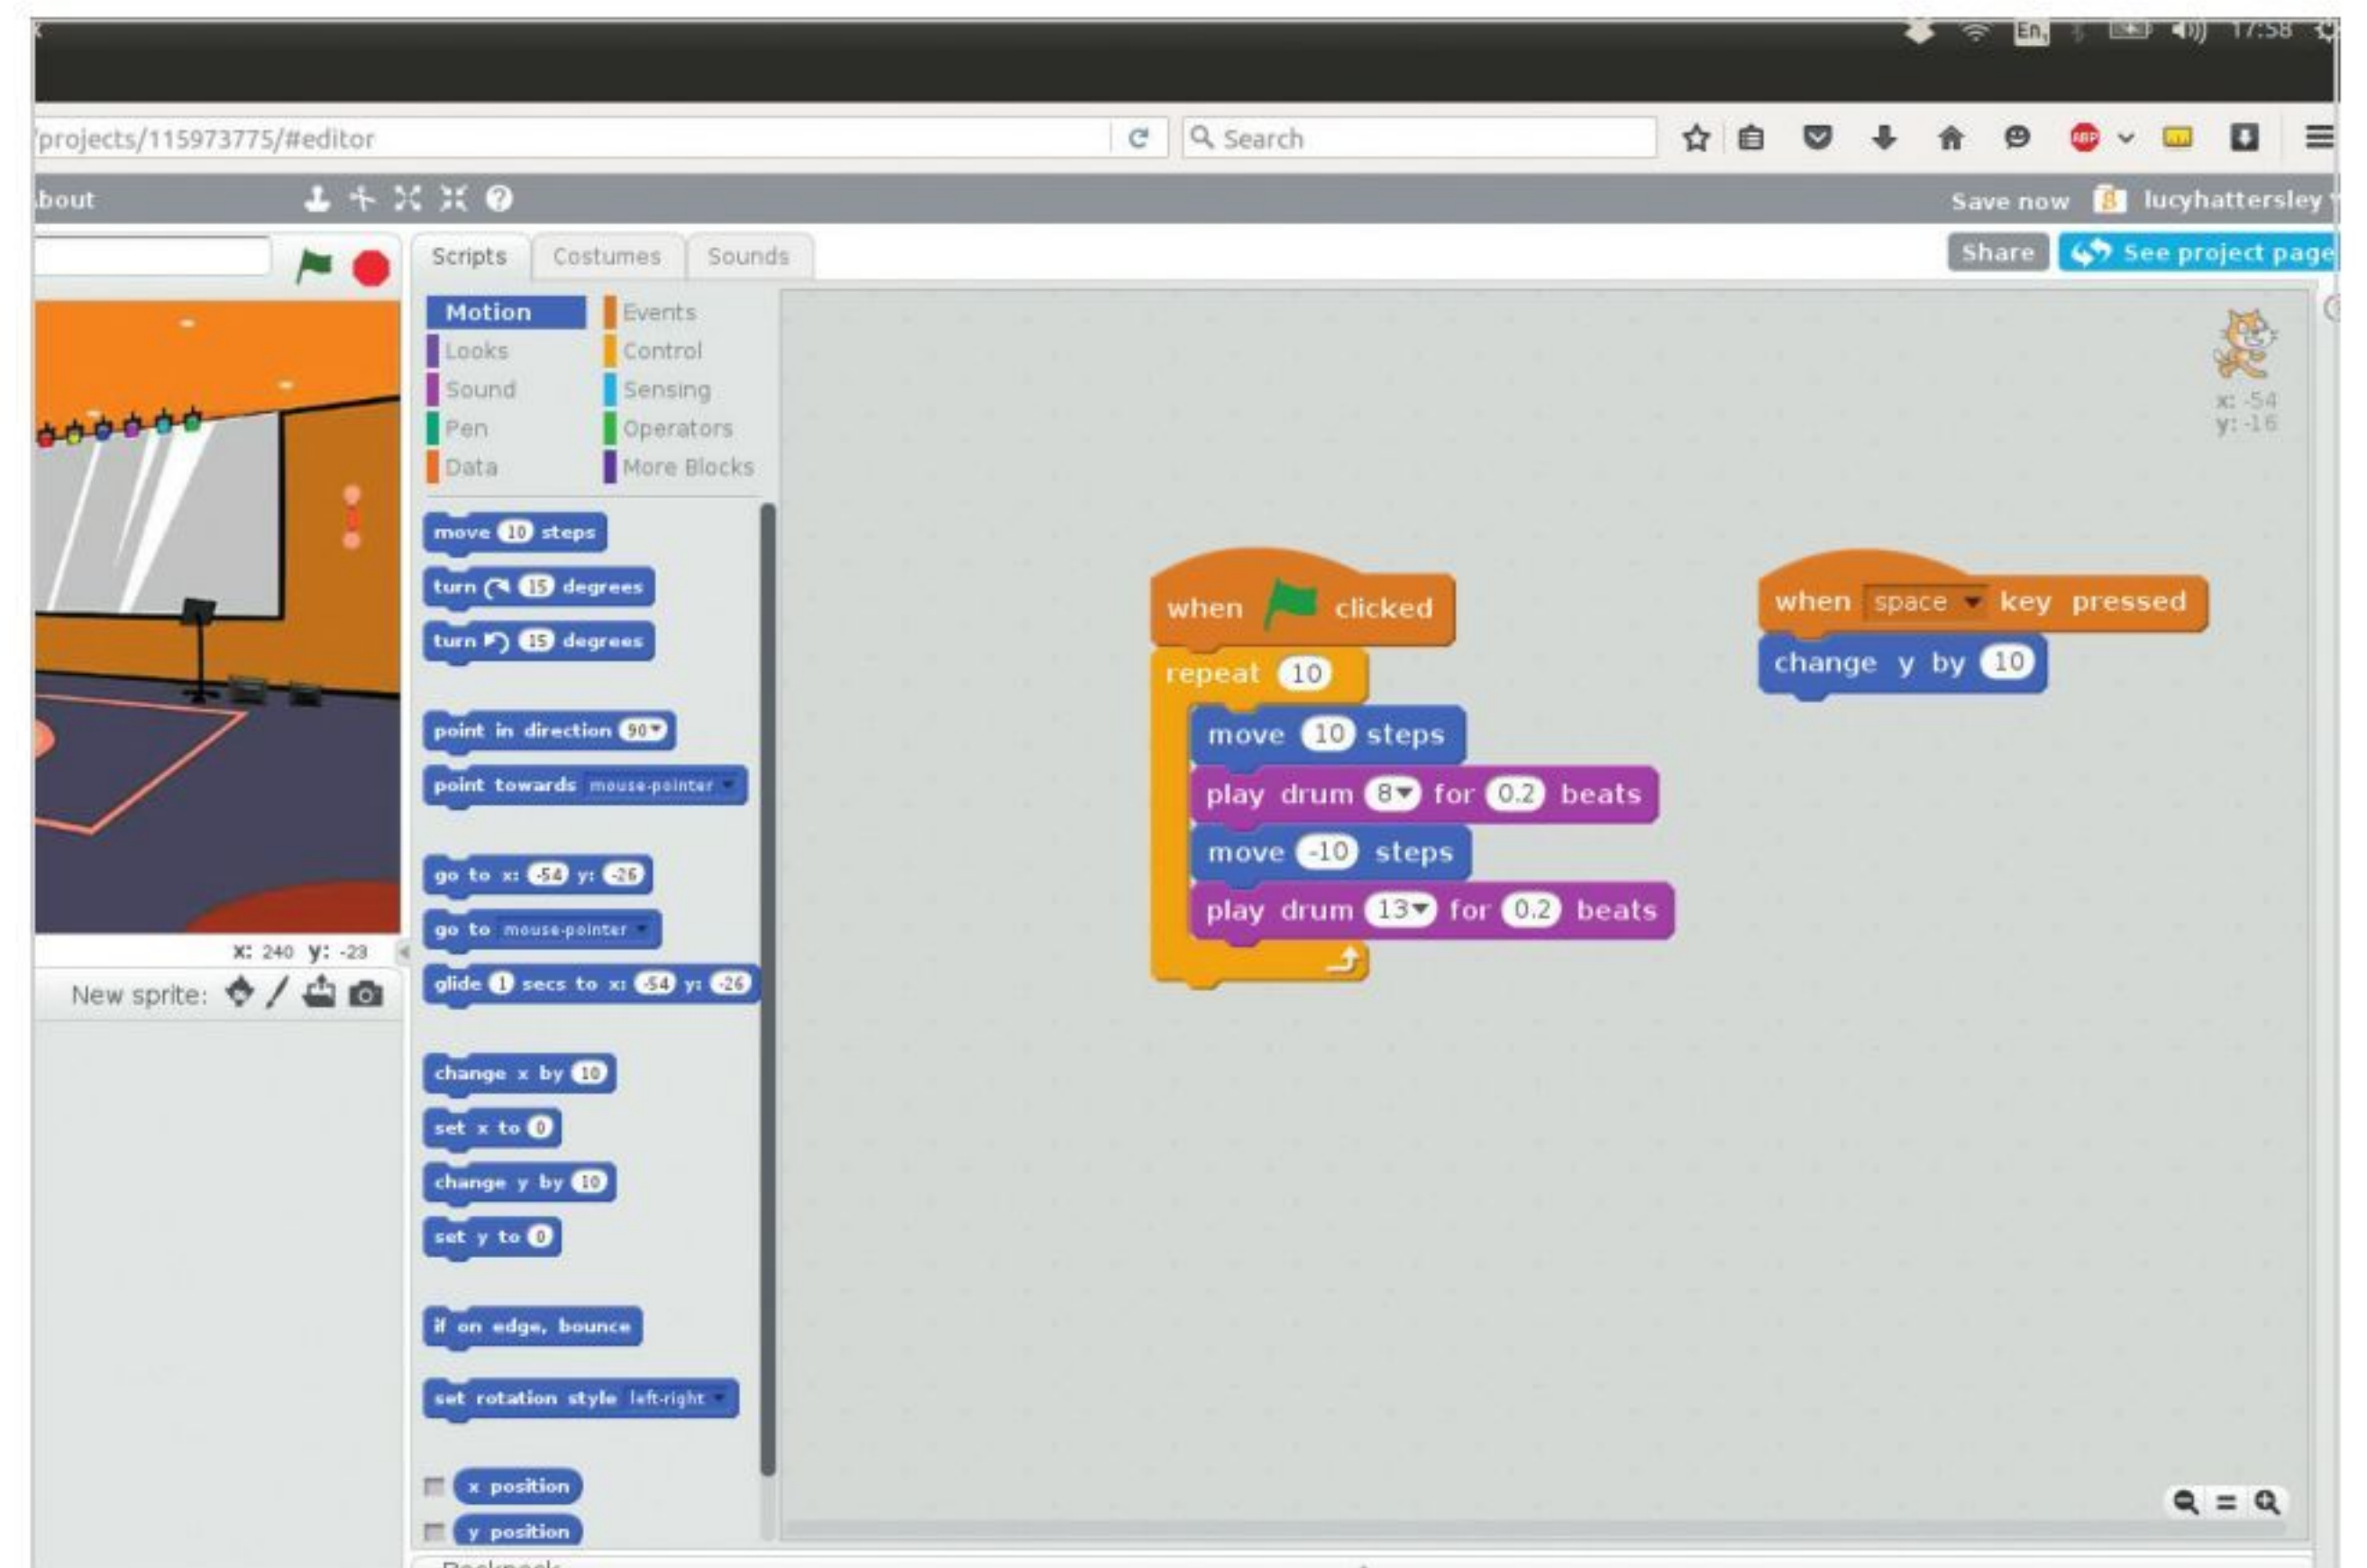 En
17:58
/projects/115973775/#editor
Search
ABP
bout
Save now
lucyhattersley
Scripts
Costumes
Sounds
Share
See project page
Motion
Events
Looks
Control
Sound
Sensing
Pen
Operators
Data
More Blocks
move 10 steps
turn 15 degrees
turn 15 degrees
point in direction 90
point towards mouse-pointer
go to x: -54 y: -26
go to mouse-pointer
glide 1 secs to x: -54 y: -26
change x by 10
set x to 0
change y by 10
set y to 0
if on edge, bounce
set rotation style left-right
x position
y position
x: 240 y: -23
New sprite:
when clicked
repeat 10
move 10 steps
play drum 8 for 0.2 beats
move -10 steps
play drum 13 for 0.2 beats
when space key pressed
change y by 10
x: -54
y: -16